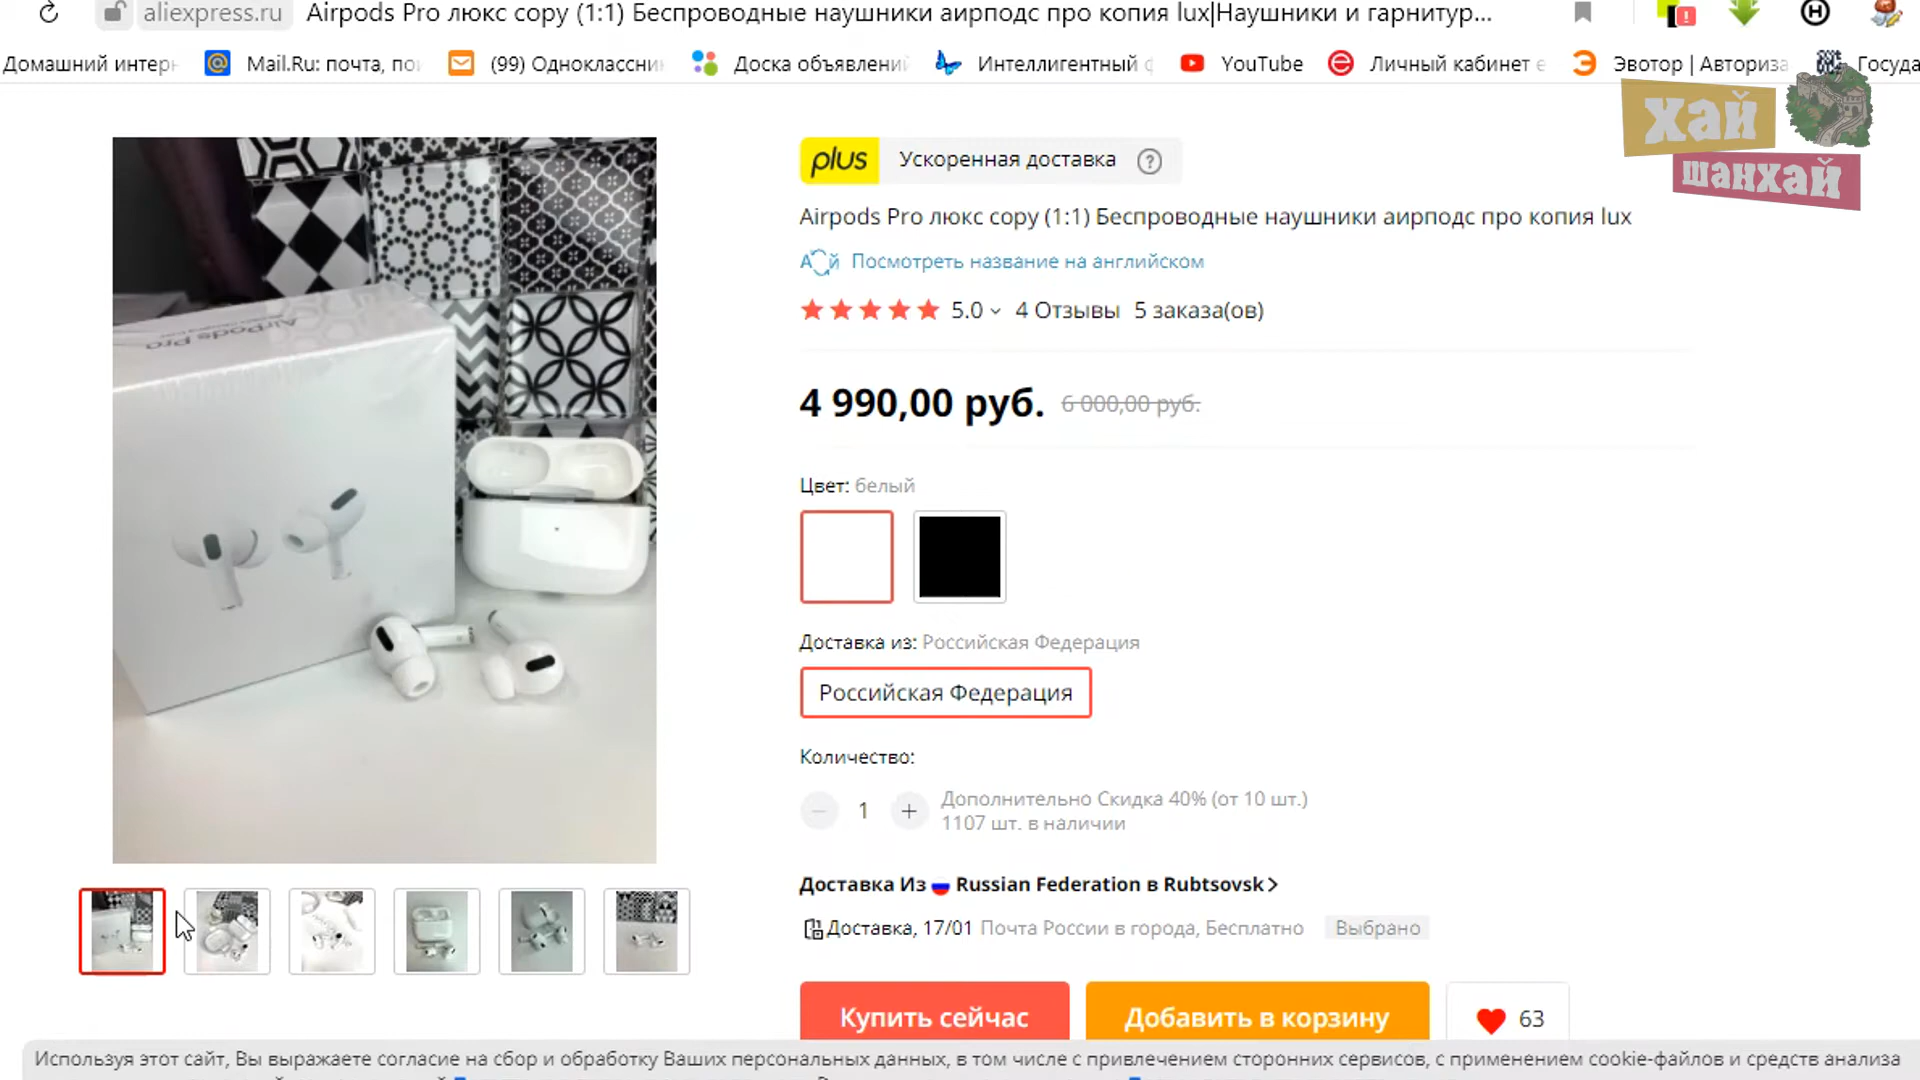 aliexpress.ru Airpods Pro люкс copy (1:1) Беспроводные наушники аирподс про копия lux|Наушники и гарнитур...
Домашний интерн Mail.Ru: почта, по (99) Одноклассни Доска объявлений Интеллигентный YouTube Личный кабинет Эвотор | Авториза Госуда
хай
шанхай
plus Ускоренная доставка ?
Airpods Pro люкс copy (1:1) Беспроводные наушники аирподс про копия lux
Посмотреть название на английском
5.0 4 Отзывы 5 заказа(ов)
4 990,00 руб. 6 000,00 руб.
AirPods Pro
Цвет: белый
Доставка из: Российская Федерация
Российская Федерация
Количество:
1 + Дополнительно Скидка 40% (от 10 шт.)
1107 шт. в наличии
Доставка Из Russian Federation в Rubtsovsk
Доставка, 17/01 Почта России в города, Бесплатно Выбрано
Купить сейчас Добавить в корзину 63
Используя этот сайт, Вы выражаете согласие на сбор и обработку Ваших персональных данных, в том числе с привлечением сторонних сервисов, с применением cookie-файлов и средств анализа